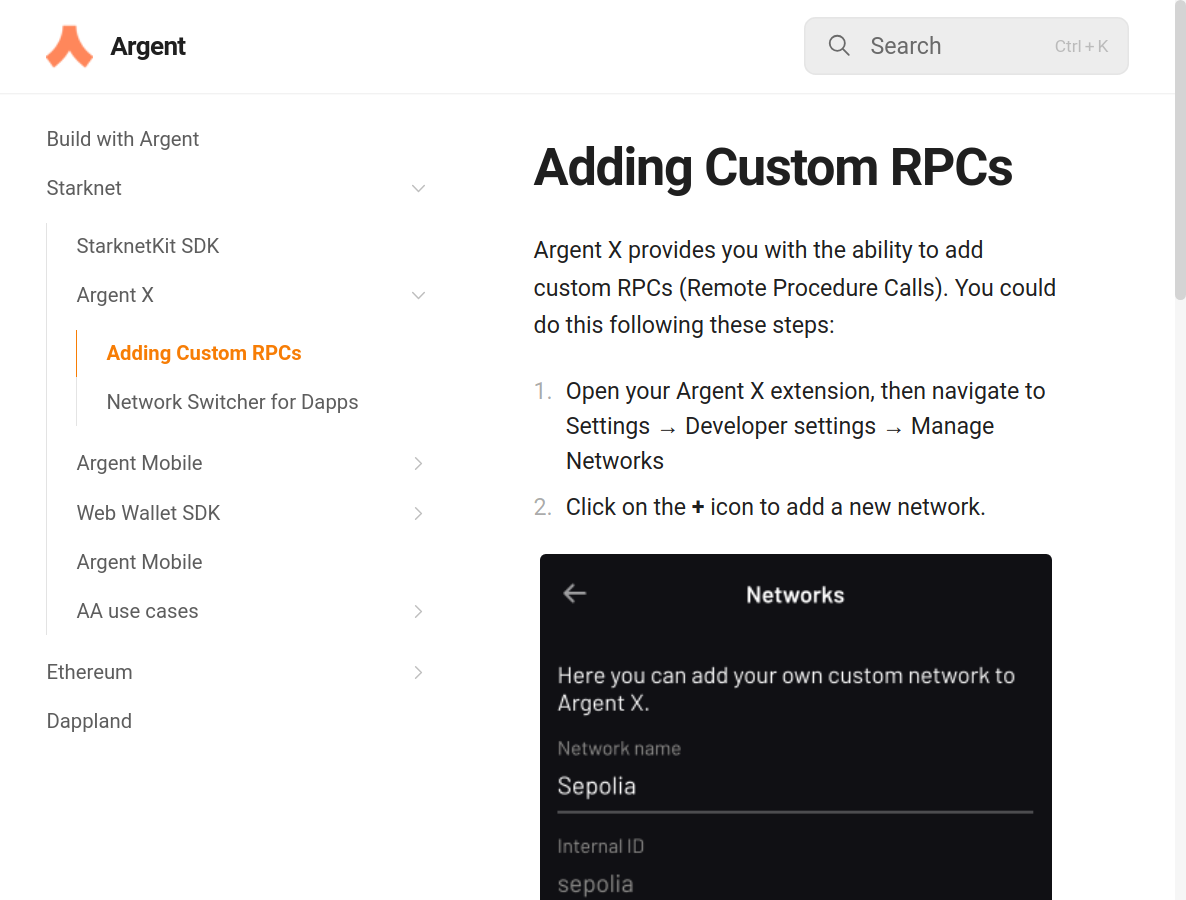 Argent
Search
Ctrl + K
Build with Argent
Starknet
StarknetKit SDK
Argent X
Adding Custom RPCs
Network Switcher for Dapps
Argent Mobile
Web Wallet SDK
Argent Mobile
AA use cases
Ethereum
Dappland
Adding Custom RPCs
Argent X provides you with the ability to add
custom RPCs (Remote Procedure Calls). You could
do this following these steps:
1. Open your Argent X extension, then navigate to
Settings → Developer settings → Manage
Networks
2. Click on the + icon to add a new network.
Networks
Here you can add your own custom network to
Argent X.
Network name
Sepolia
Internal ID
sepolia